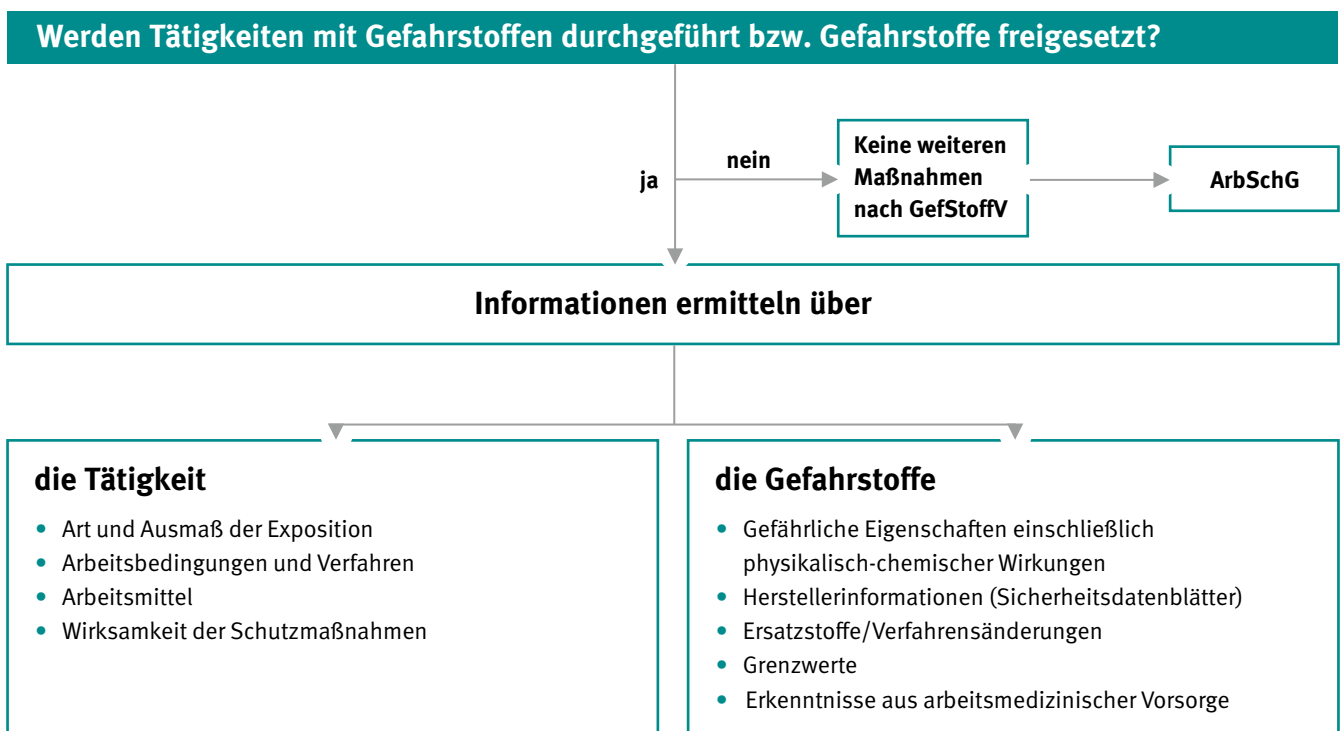 Werden Tätigkeiten mit Gefahrstoffen durchgeführt bzw. Gefahrstoffe freigesetzt?
ja
nein
Keine weiteren
Maßnahmen
nach GefStoffV
ArbSchG
Informationen ermitteln über
die Tätigkeit
• Art und Ausmaß der Exposition
• Arbeitsbedingungen und Verfahren
• Arbeitsmittel
• Wirksamkeit der Schutzmaßnahmen
die Gefahrstoffe
• Gefährliche Eigenschaften einschließlich
physikalisch-chemischer Wirkungen
• Herstellerinformationen (Sicherheitsdatenblätter)
• Ersatzstoffe/Verfahrensänderungen
• Grenzwerte
• Erkenntnisse aus arbeitsmedizinischer Vorsorge